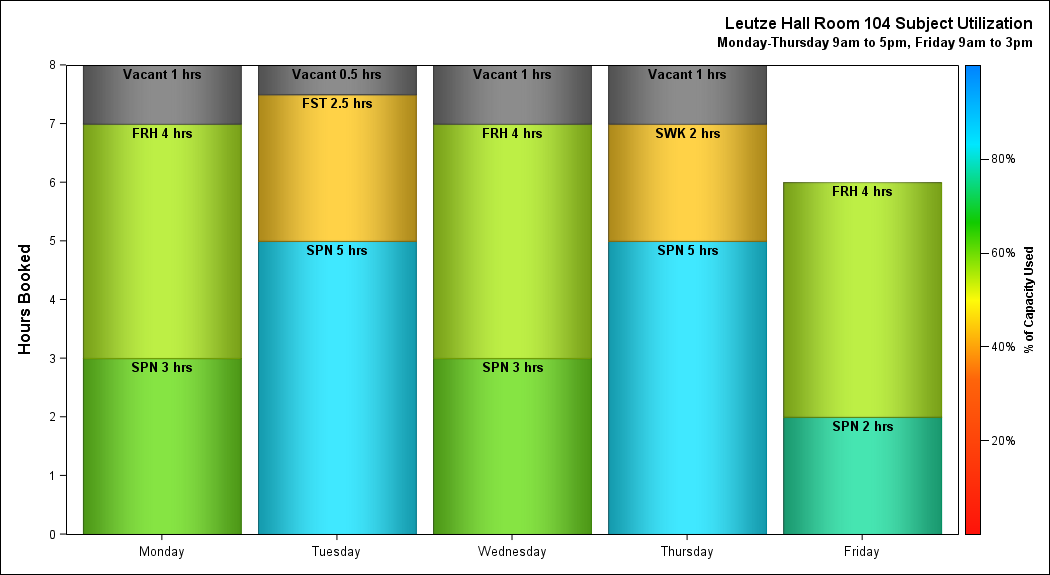 Leutze Hall Room 104 Subject Utilization
Monday-Thursday 9am to 5pm, Friday 9am to 3pm
Hours Booked
8
7
6
5
4
3
2
1
0
Vacant 1 hrs
FRH 4 hrs
SPN 3 hrs
Monday
Vacant 0.5 hrs
FST 2.5 hrs
SPN 5 hrs
Tuesday
Vacant 1 hrs
FRH 4 hrs
SPN 3 hrs
Wednesday
Vacant 1 hrs
SWK 2 hrs
SPN 5 hrs
Thursday
FRH 4 hrs
SPN 2 hrs
Friday
80%
60%
40%
20%
% of Capacity Used